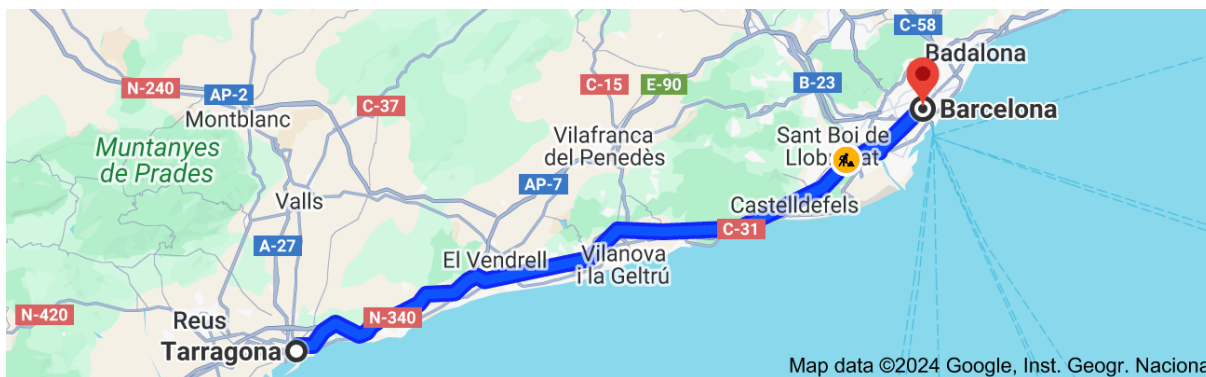 C-58
Badalona
B-23
C-15
E-90
N-240
AP-2
C-37
Barcelona
Montblanc
Vilafranca
del Penedès
Sant Boi de
Muntanyes
de Prades
AP-7
Valls
Castelldefels
C-31
A-27
El Vendrell
Vilanova
i la Geltrú
N-420
Reus
N-340
Tarragona
Map data ©2024 Google, Inst. Geogr. Naciona